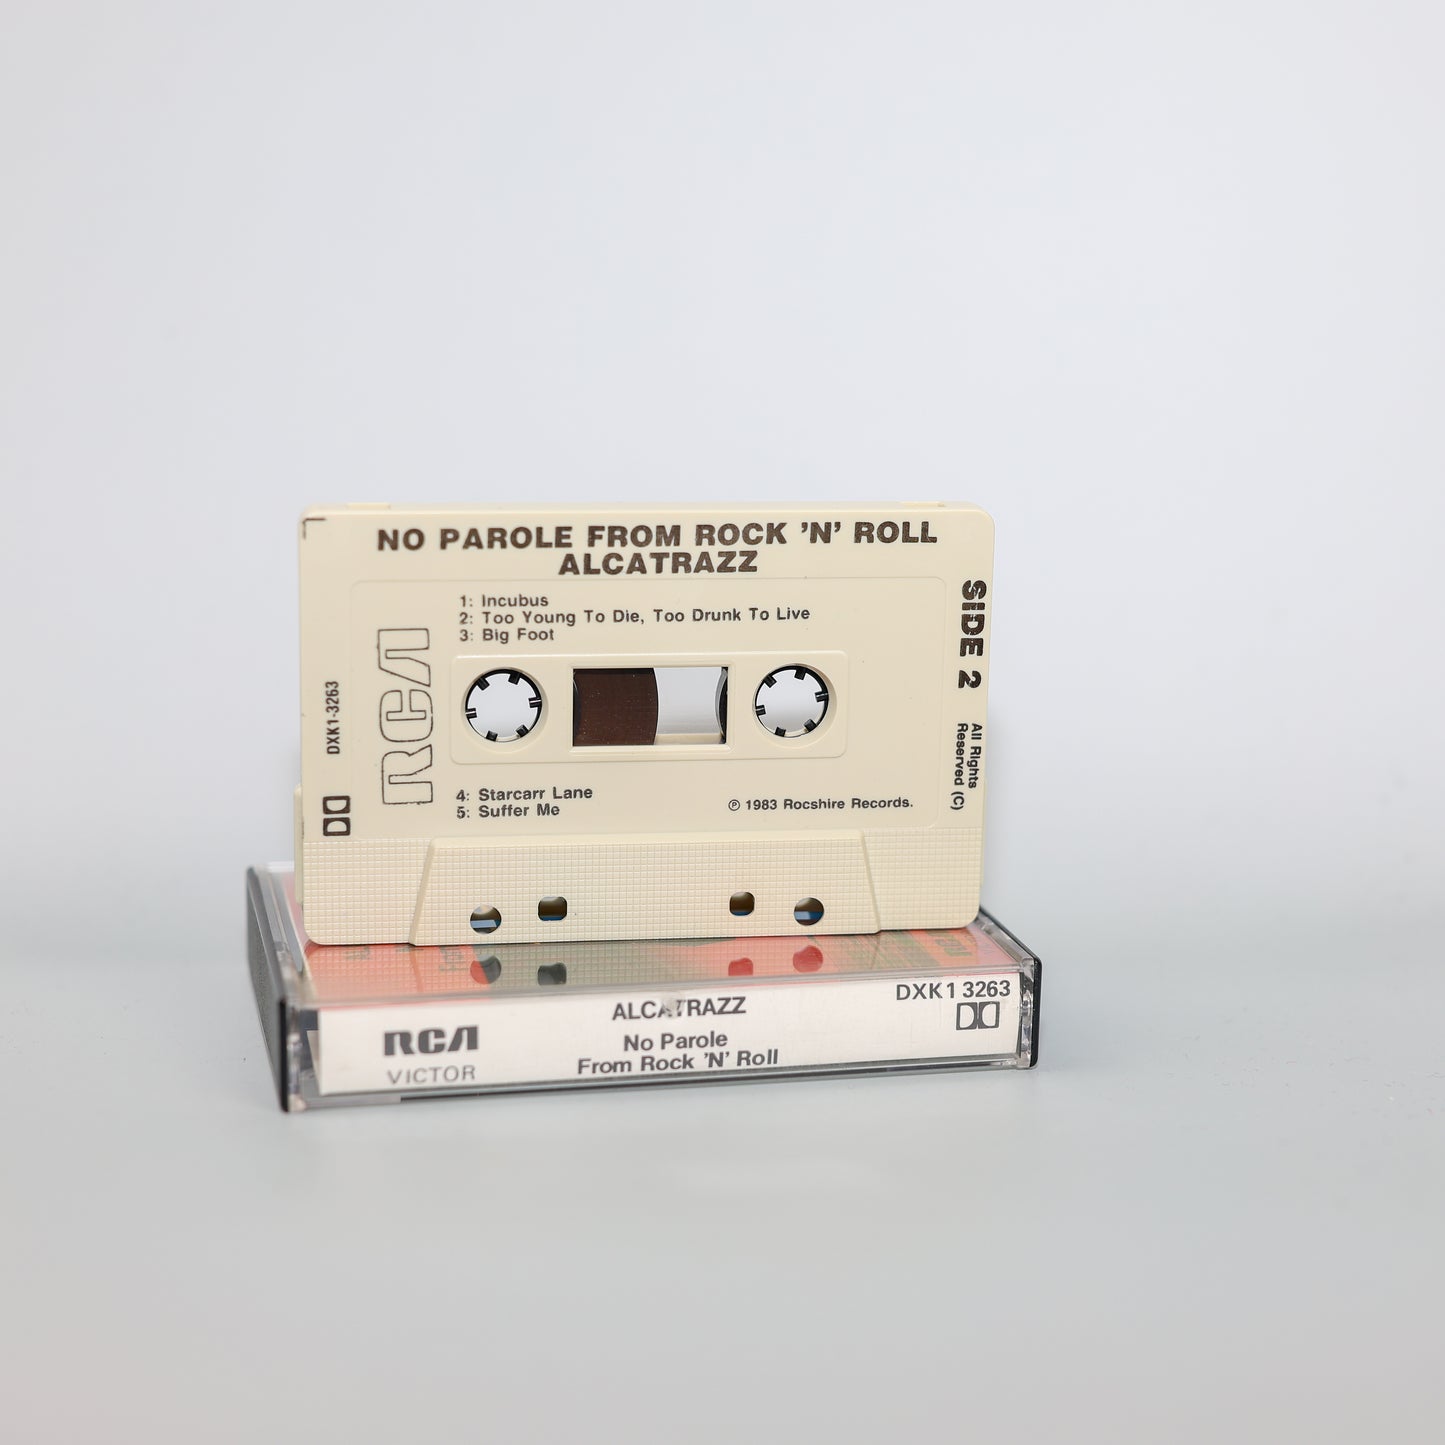 NO PAROLE FROM ROCK 'N' ROLL
ALCATRAZZ
1: Incubus
2: Too Young To Die, Too Drunk To Live
3: Big Foot
SIDE 2
DXK1-3263
RCA
All Rights
Reserved (C)
4: Starcarr Lane
5: Suffer Me
℗ 1983 Rocshire Records.
ALCATRAZZ
DXK1 3263
RCA
VICTOR
No Parole
From Rock 'N' Roll